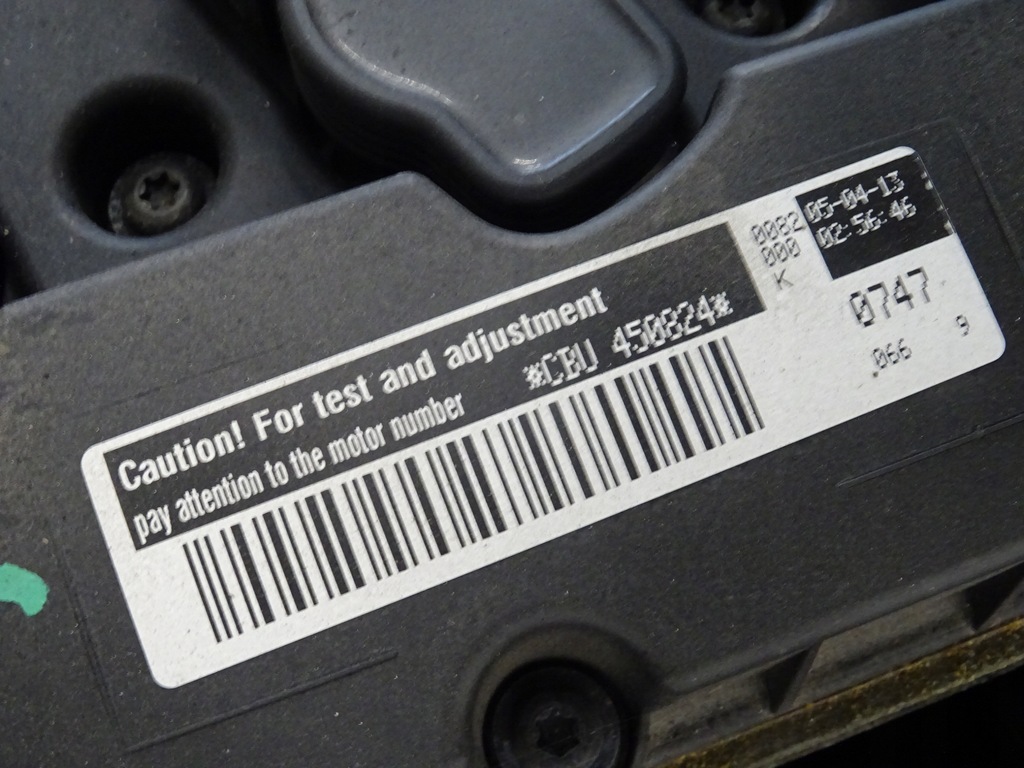 Caution! For test and adjustment
pay attention to the motor number
*CBU 450824*
0082
000
K
05-04-13
02:56:46
0747
066
9